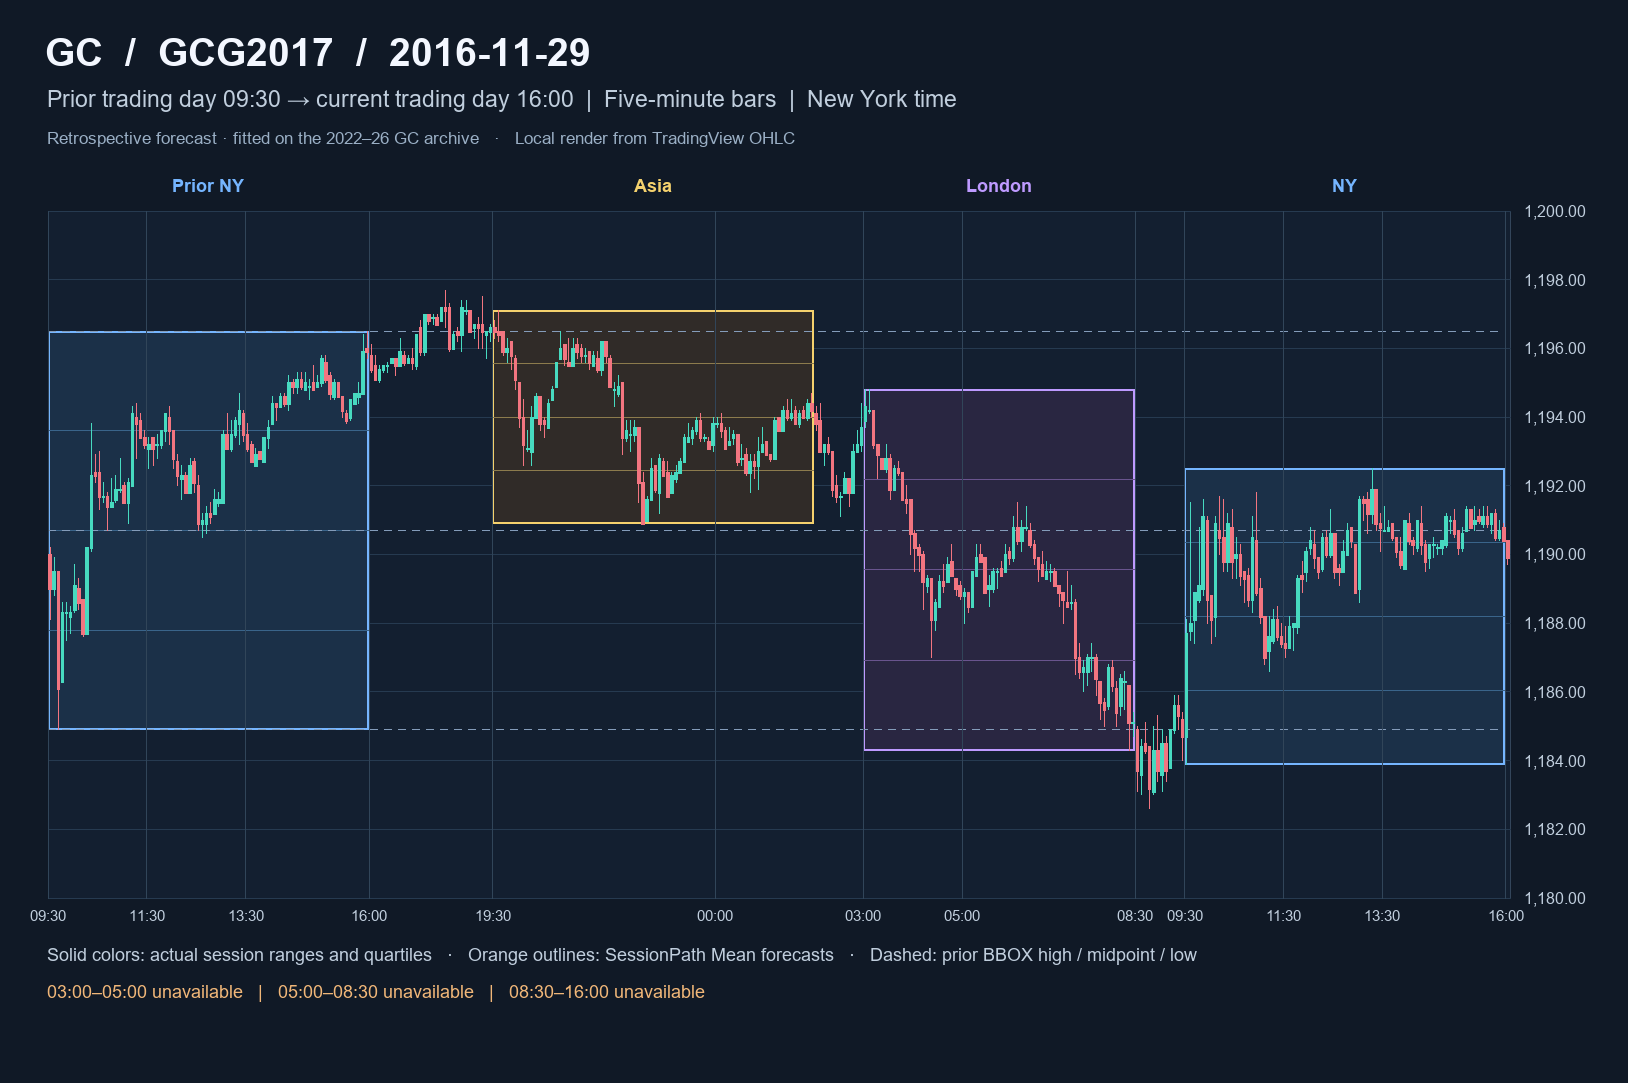 GC / GCG2017 / 2016-11-29
Prior trading day 09:30 → current trading day 16:00 | Five-minute bars | New York time
Retrospective forecast · fitted on the 2022–26 GC archive · Local render from TradingView OHLC
Prior NY Asia London NY
1,200.00
1,198.00
1,196.00
1,194.00
1,192.00
1,190.00
1,188.00
1,186.00
1,184.00
1,182.00
1,180.00
09:30 11:30 13:30 16:00 19:30 00:00 03:00 05:00 08:30 09:30 11:30 13:30 16:00
Solid colors: actual session ranges and quartiles · Orange outlines: SessionPath Mean forecasts · Dashed: prior BBOX high / midpoint / low
03:00–05:00 unavailable | 05:00–08:30 unavailable | 08:30–16:00 unavailable